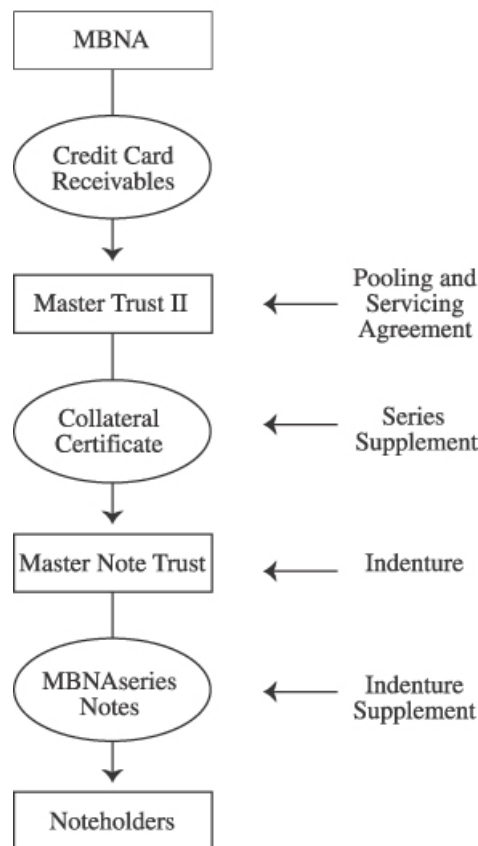 MBNA
Credit Card
Receivables
Master Trust II
Pooling and
Servicing
Agreement
Collateral
Certificate
Series
Supplement
Master Note Trust
Indenture
MBNAseries
Notes
Indenture
Supplement
Noteholders